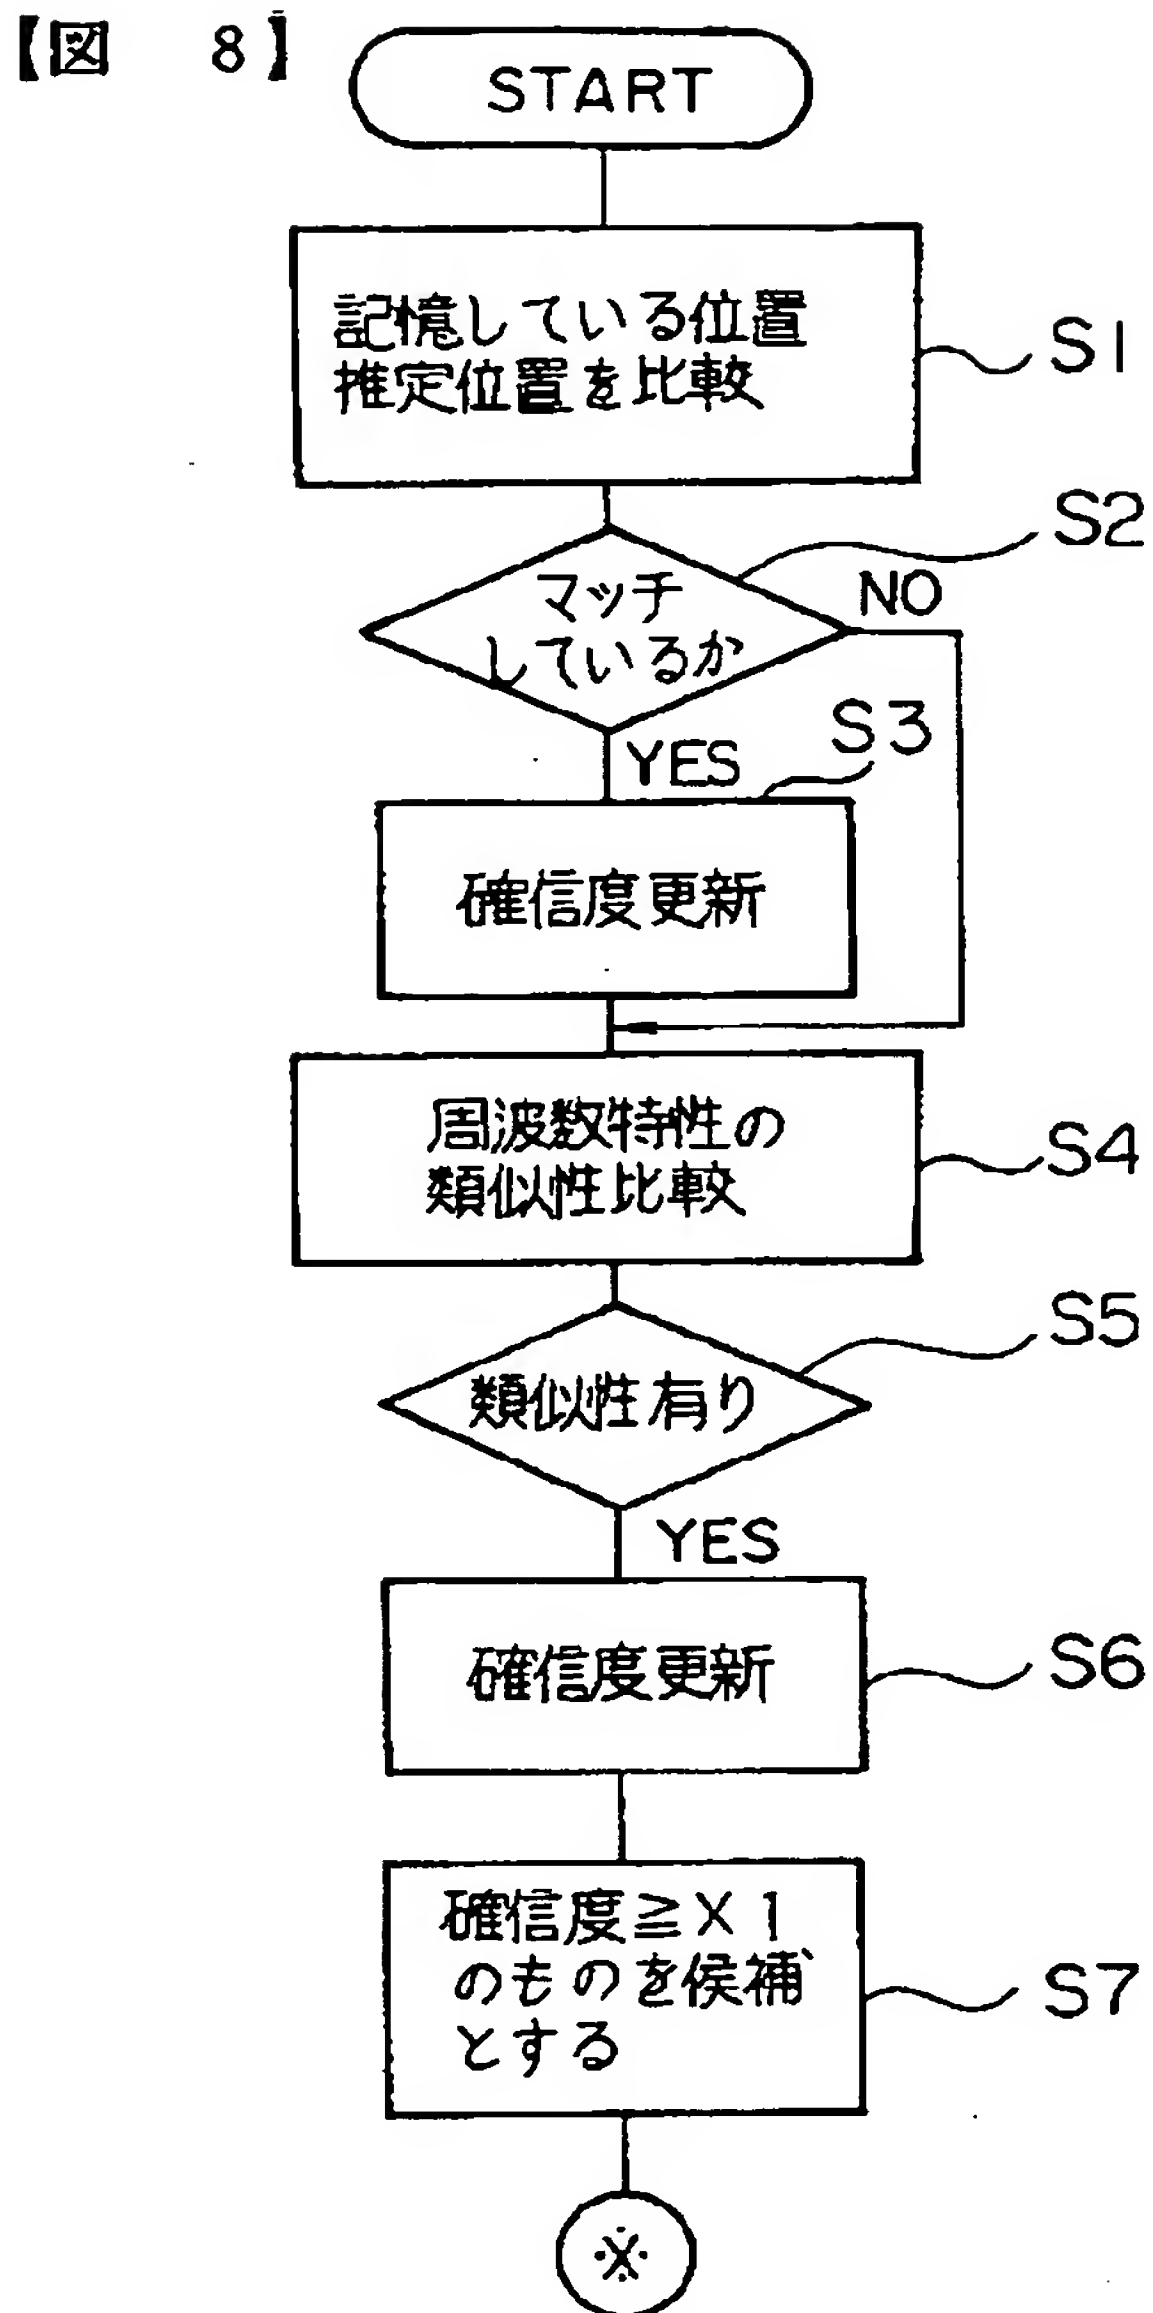 【図 8】
START
記憶している位置
推定位置を比較
S1
S2
マッチ
しているか
NO
YES
S3
確信度更新
周波数特性の
類似性比較
S4
S5
類似性有り
YES
確信度更新
S6
確信度≧X1
のものを候補
とする
S7
※